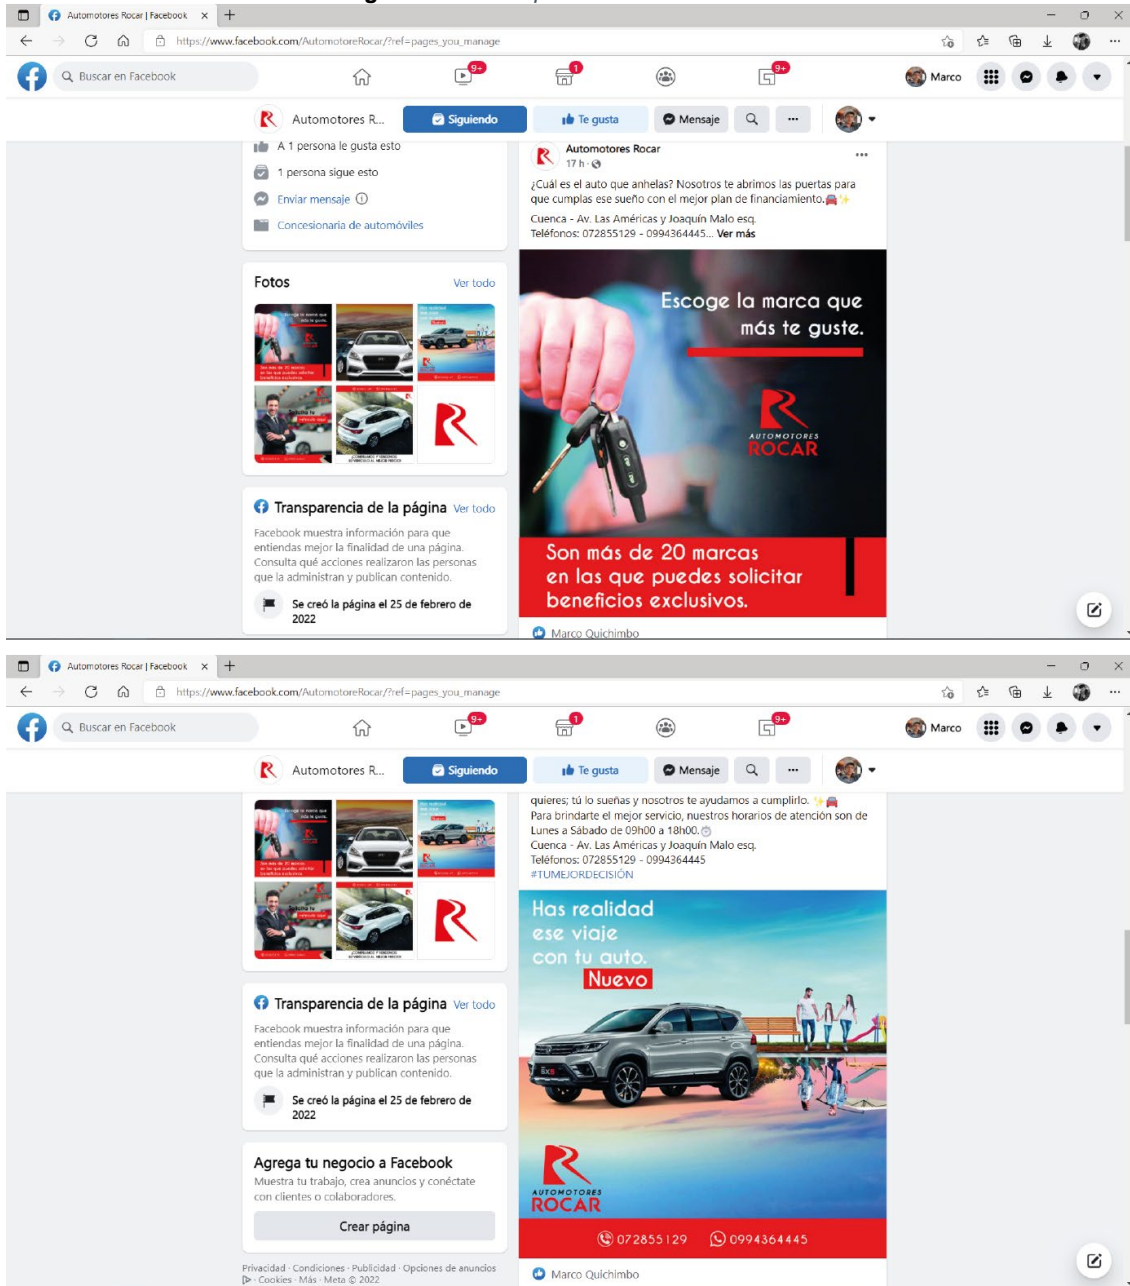 Automotores Rocar | Facebook
https://www.facebook.com/AutomotoreRocar/?ref=pages_you_manage
Buscar en Facebook
9+
1
9+
Marco
Automotores R...
Siguiendo
Te gusta
Mensaje
A 1 persona le gusta esto
1 persona sigue esto
Enviar mensaje
Concesionaria de automóviles
Fotos
Ver todo
Transparencia de la página Ver todo
Facebook muestra información para que
entiendas mejor la finalidad de una página.
Consulta qué acciones realizaron las personas
que la administran y publican contenido.
Se creó la página el 25 de febrero de
2022
Automotores Rocar
17 h
¿Cuál es el auto que anhelas? Nosotros te abrimos las puertas para
que cumplas ese sueño con el mejor plan de financiamiento.
Cuenca - Av. Las Américas y Joaquín Malo esq.
Teléfonos: 072855129 - 0994364445... Ver más
Escoge la marca que
más te guste.
AUTOMOTORES
ROCAR
Son más de 20 marcas
en las que puedes solicitar
beneficios exclusivos.
Marco Quichimbo
Automotores Rocar | Facebook
https://www.facebook.com/AutomotoreRocar/?ref=pages_you_manage
Buscar en Facebook
9+
1
9+
Marco
Automotores R...
Siguiendo
Te gusta
Mensaje
Transparencia de la página Ver todo
Facebook muestra información para que
entiendas mejor la finalidad de una página.
Consulta qué acciones realizaron las personas
que la administran y publican contenido.
Se creó la página el 25 de febrero de
2022
Agrega tu negocio a Facebook
Muestra tu trabajo, crea anuncios y conéctate
con clientes o colaboradores.
Crear página
Privacidad · Condiciones · Publicidad · Opciones de anuncios
· Cookies · Más · Meta © 2022
quieres; tú lo sueñas y nosotros te ayudamos a cumplirlo.
Para brindarte el mejor servicio, nuestros horarios de atención son de
Lunes a Sábado de 09h00 a 18h00.
Cuenca - Av. Las Américas y Joaquín Malo esq.
Teléfonos: 072855129 - 0994364445
#TUMEJORDECISIÓN
Has realidad
ese viaje
con tu auto.
Nuevo
AUTOMOTORES
ROCAR
072855129
0994364445
Marco Quichimbo